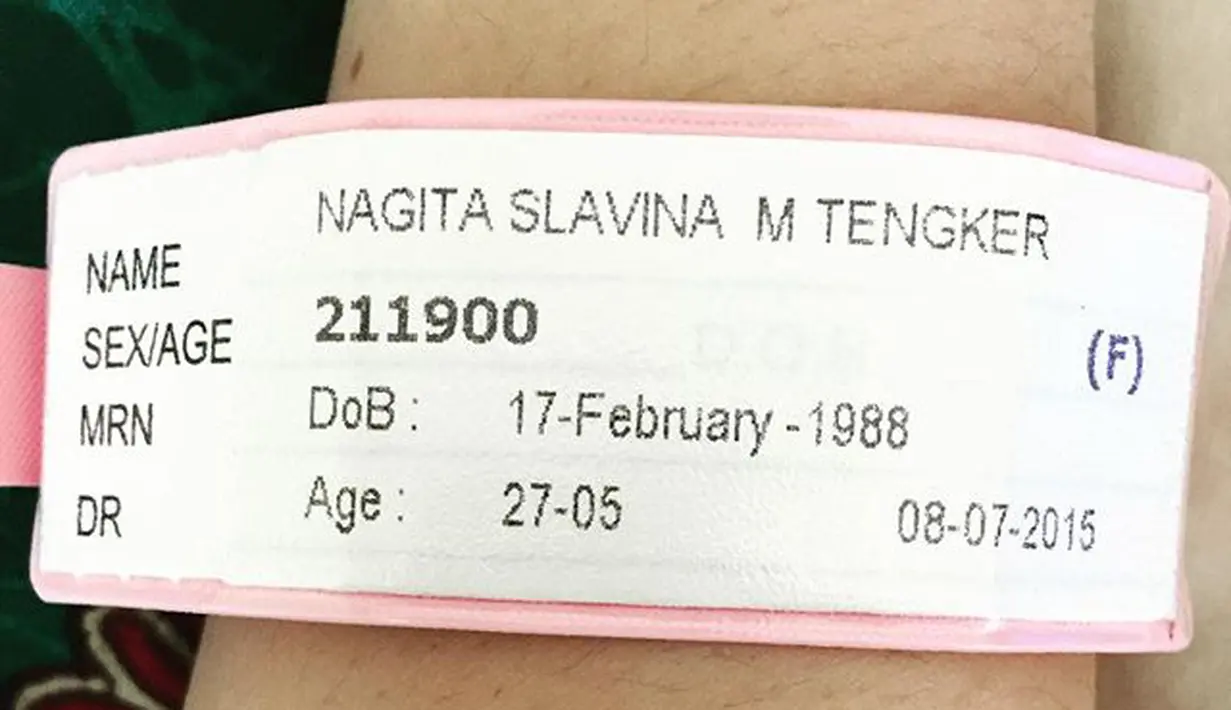 NAGITA SLAVINA M TENGKER
NAME
211900
SEX/AGE
(F)
DoB : 17-February -1988
MRN
Age : 27-05 08-07-2015
DR